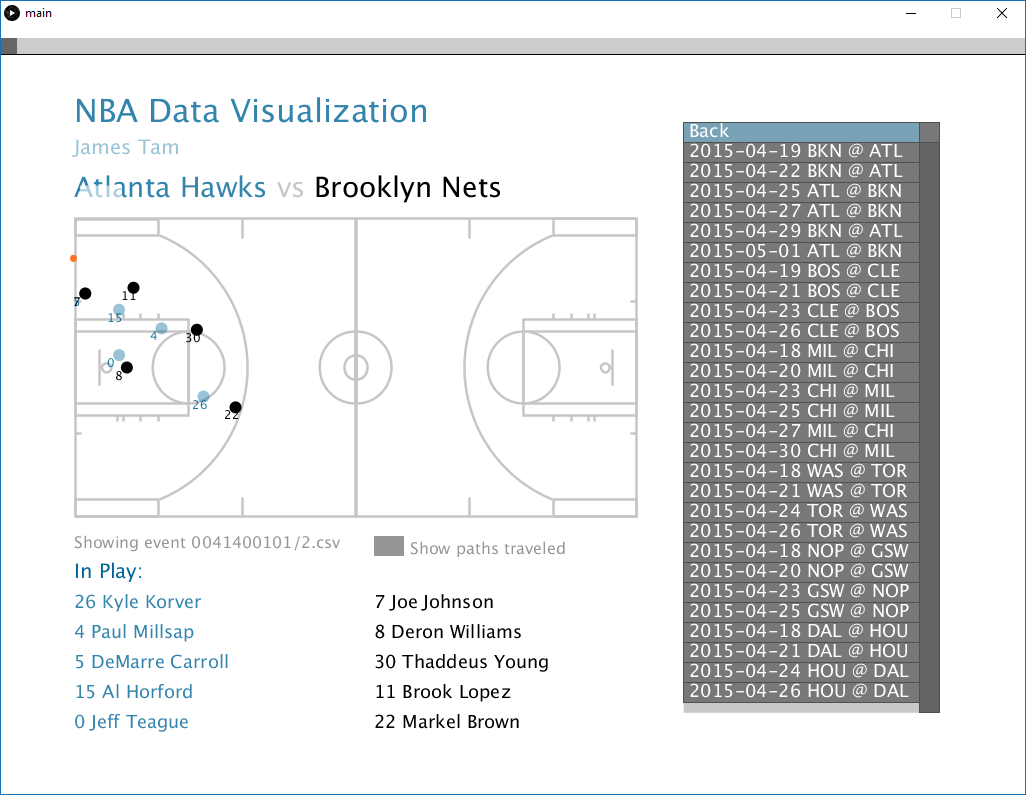 main
NBA Data Visualization
James Tam
Atlanta Hawks vs Brooklyn Nets
11
15
4
30
0
8
26
22
Showing event 0041400101/2.csv
Show paths traveled
In Play:
26 Kyle Korver
7 Joe Johnson
4 Paul Millsap
8 Deron Williams
5 DeMarre Carroll
30 Thaddeus Young
15 Al Horford
11 Brook Lopez
0 Jeff Teague
22 Markel Brown
Back
2015-04-19 BKN @ ATL
2015-04-22 BKN @ ATL
2015-04-25 ATL @ BKN
2015-04-27 ATL @ BKN
2015-04-29 BKN @ ATL
2015-05-01 ATL @ BKN
2015-04-19 BOS @ CLE
2015-04-21 BOS @ CLE
2015-04-23 CLE @ BOS
2015-04-26 CLE @ BOS
2015-04-18 MIL @ CHI
2015-04-20 MIL @ CHI
2015-04-23 CHI @ MIL
2015-04-25 CHI @ MIL
2015-04-27 MIL @ CHI
2015-04-30 CHI @ MIL
2015-04-18 WAS @ TOR
2015-04-21 WAS @ TOR
2015-04-24 TOR @ WAS
2015-04-26 TOR @ WAS
2015-04-18 NOP @ GSW
2015-04-20 NOP @ GSW
2015-04-23 GSW @ NOP
2015-04-25 GSW @ NOP
2015-04-18 DAL @ HOU
2015-04-21 DAL @ HOU
2015-04-24 HOU @ DAL
2015-04-26 HOU @ DAL